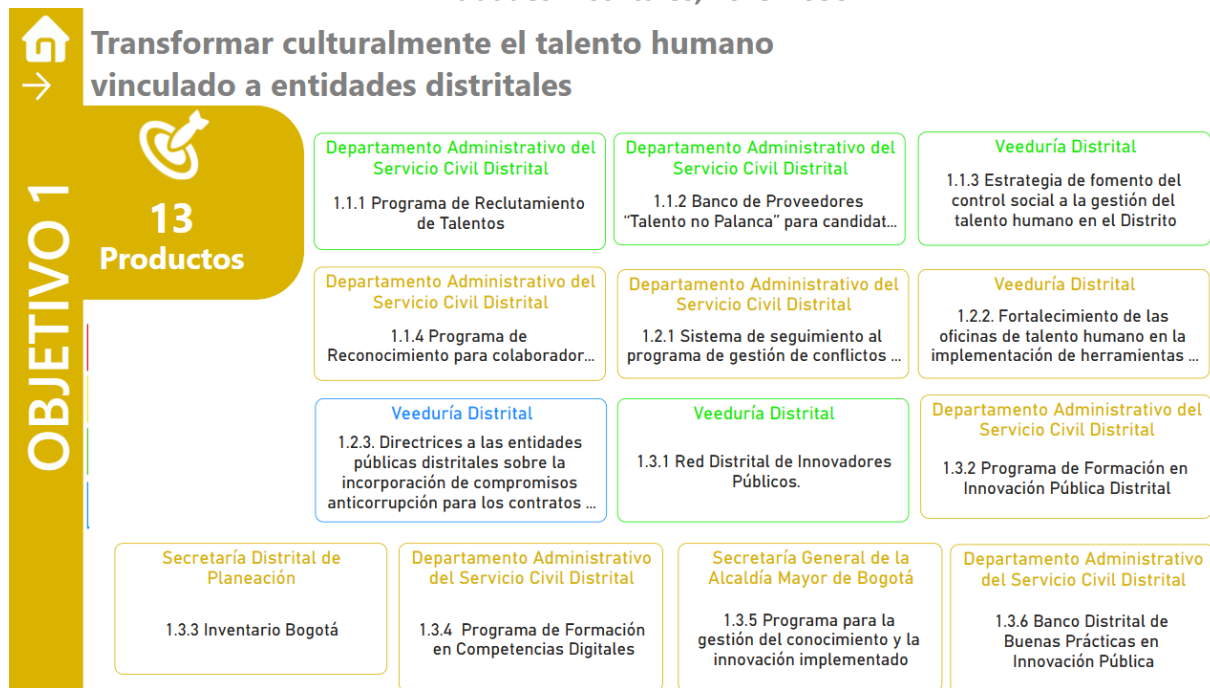 Transformar culturalmente el talento humano
vinculado a entidades distritales
OBJETIVO 1
13
Productos
Departamento Administrativo del
Servicio Civil Distrital
1.1.1 Programa de Reclutamiento
de Talentos
Departamento Administrativo del
Servicio Civil Distrital
1.1.2 Banco de Proveedores
“Talento no Palanca” para candidat...
Veeduría Distrital
1.1.3 Estrategia de fomento del
control social a la gestión del
talento humano en el Distrito
Departamento Administrativo del
Servicio Civil Distrital
1.1.4 Programa de
Reconocimiento para colaborador...
Departamento Administrativo del
Servicio Civil Distrital
1.2.1 Sistema de seguimiento al
programa de gestión de conflictos ...
Veeduría Distrital
1.2.2. Fortalecimiento de las
oficinas de talento humano en la
implementación de herramientas ...
Veeduría Distrital
1.2.3. Directrices a las entidades
públicas distritales sobre la
incorporación de compromisos
anticorrupción para los contratos ...
Veeduría Distrital
1.3.1 Red Distrital de Innovadores
Públicos.
Departamento Administrativo del
Servicio Civil Distrital
1.3.2 Programa de Formación en
Innovación Pública Distrital
Secretaría Distrital de
Planeación
1.3.3 Inventario Bogotá
Departamento Administrativo
del Servicio Civil Distrital
1.3.4 Programa de Formación
en Competencias Digitales
Secretaría General de la
Alcaldía Mayor de Bogotá
1.3.5 Programa para la
gestión del conocimiento y la
innovación implementado
Departamento Administrativo
del Servicio Civil Distrital
1.3.6 Banco Distrital de
Buenas Prácticas en
Innovación Pública